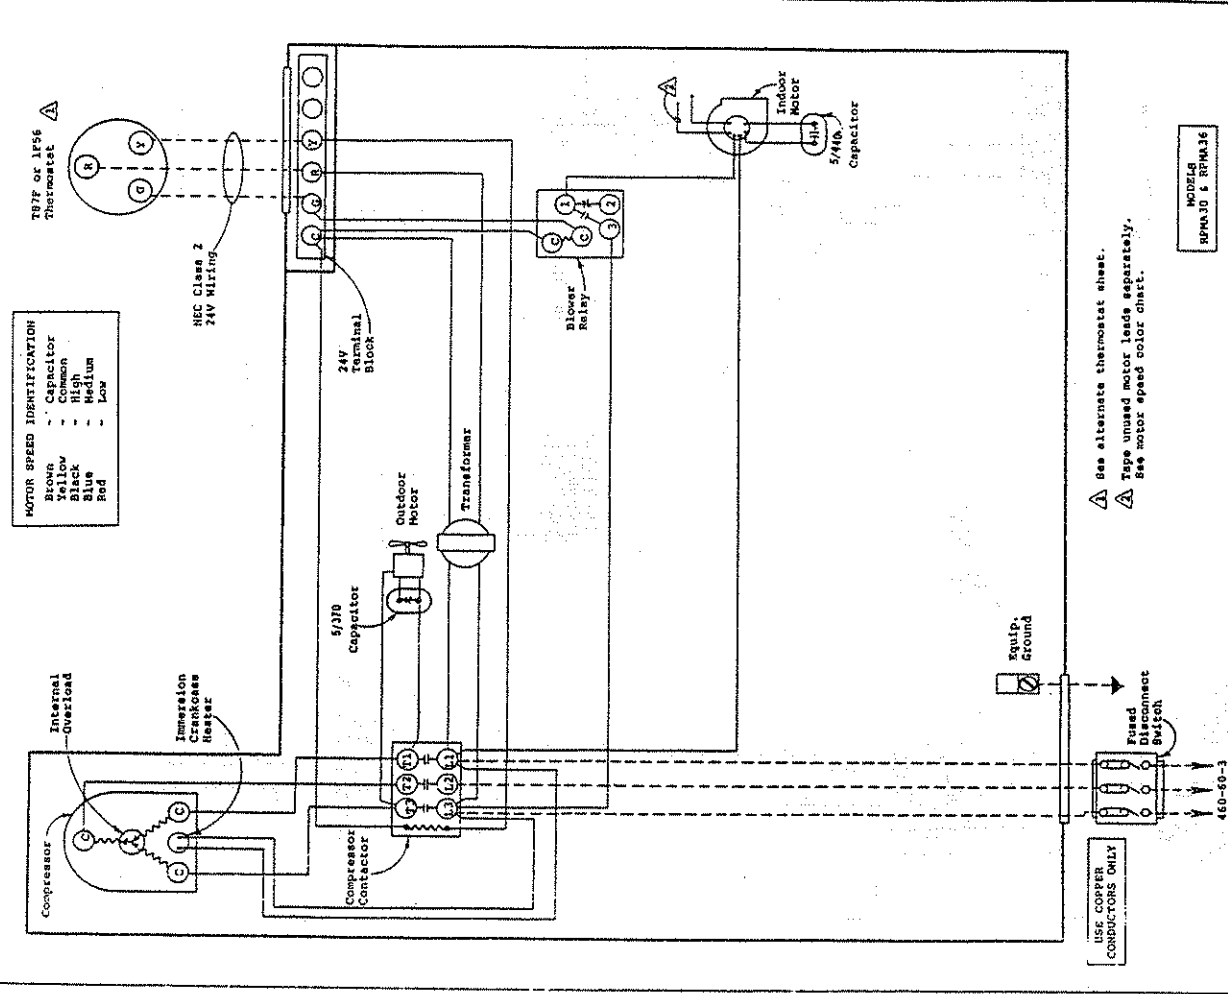 MOTOR SPEED IDENTIFICATION
Brown - Capacitor
Yellow - Common
Black - High
Blue - Medium
Red - Low
T87F or 1F56
Thermostat
1
R
Y
G
NEC Class 2
24V Wiring
Y
R
G
C
24V
Terminal
Block
Blower
Relay
1
2
3
C
C
2
Indoor
Motor
5/440
Capacitor
Transformer
Outdoor
Motor
5/370
Capacitor
Internal
Overload
Immersion
Crankcase
Heater
Compressor
C
C
C
Compressor
Contactor
T1
T2
T3
L1
L2
L3
Equip.
Ground
Fused
Disconnect
Switch
460-60-3
USE COPPER
CONDUCTORS ONLY
1 See alternate thermostat sheet.
2 Tape unused motor leads separately.
See motor speed color chart.
MODELS
RPMA30 & RPMA36